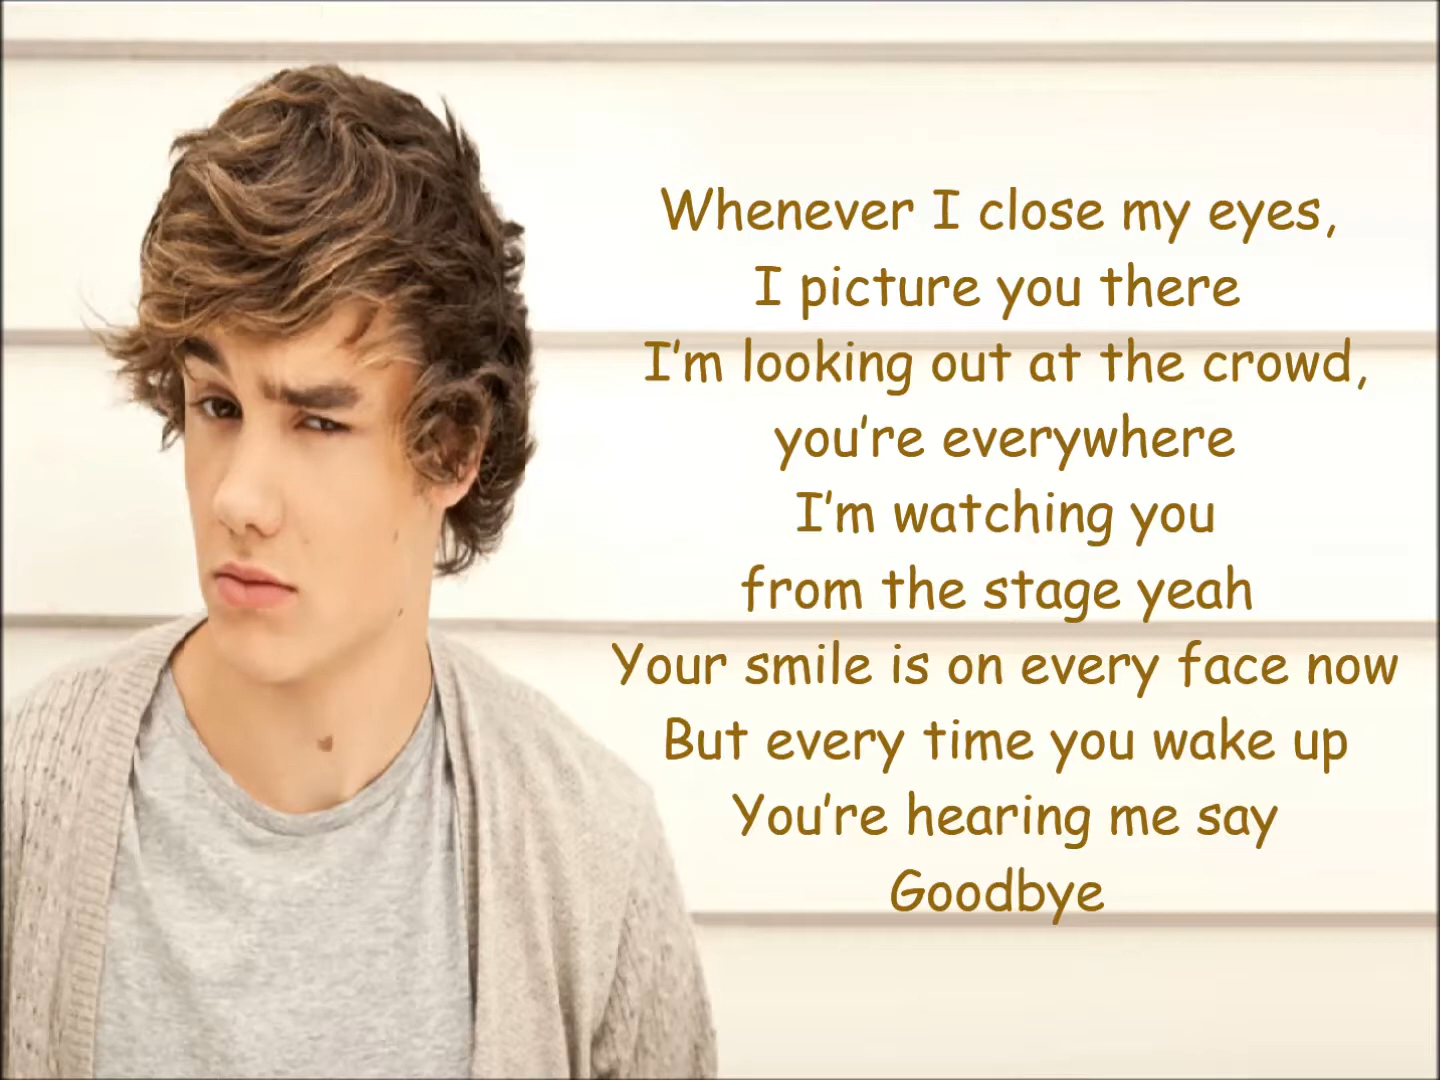 Whenever I close my eyes,
I picture you there
I'm looking out at the crowd,
you're everywhere
I'm watching you
from the stage yeah
Your smile is on every face now
But every time you wake up
You're hearing me say
Goodbye